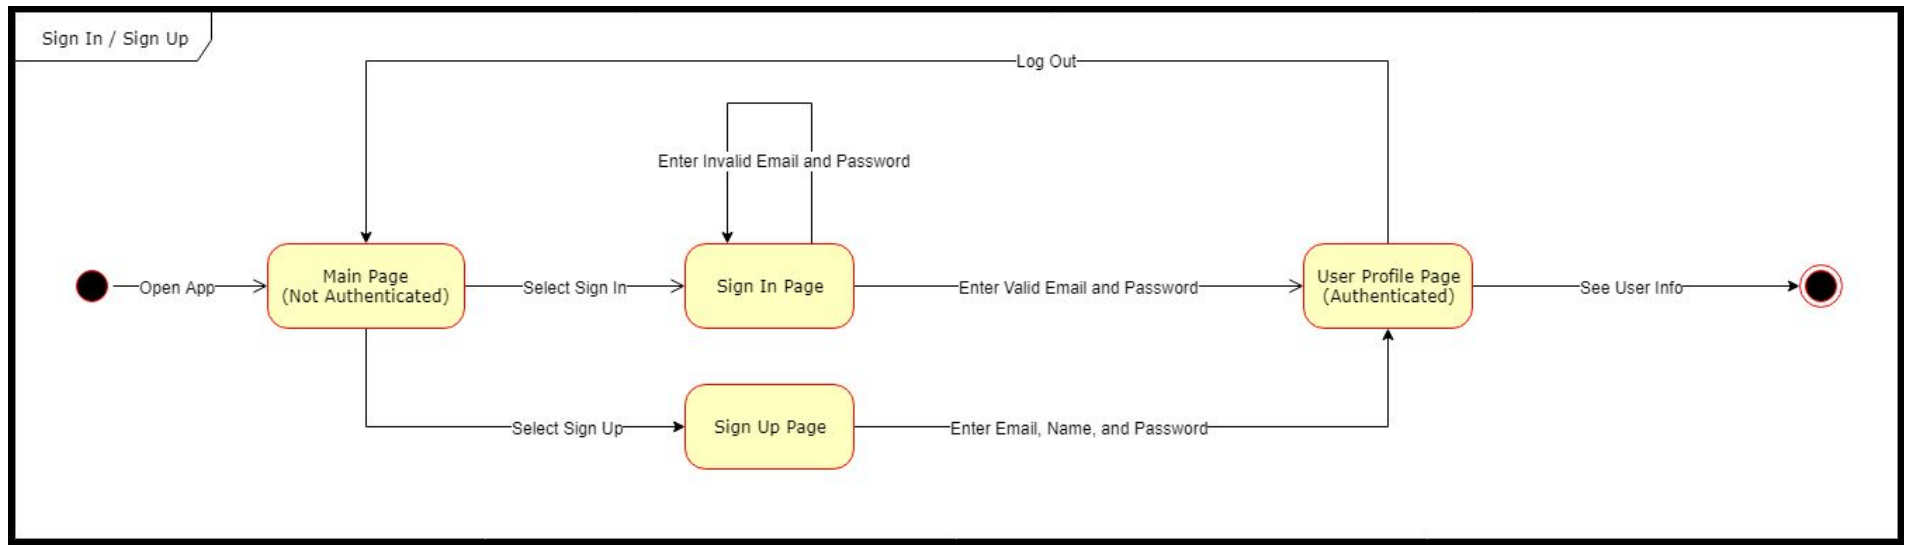 Sign In / Sign Up
Log Out
Enter Invalid Email and Password
Open App
Main Page
(Not Authenticated)
Select Sign In
Sign In Page
Enter Valid Email and Password
User Profile Page
(Authenticated)
See User Info
Select Sign Up
Sign Up Page
Enter Email, Name, and Password